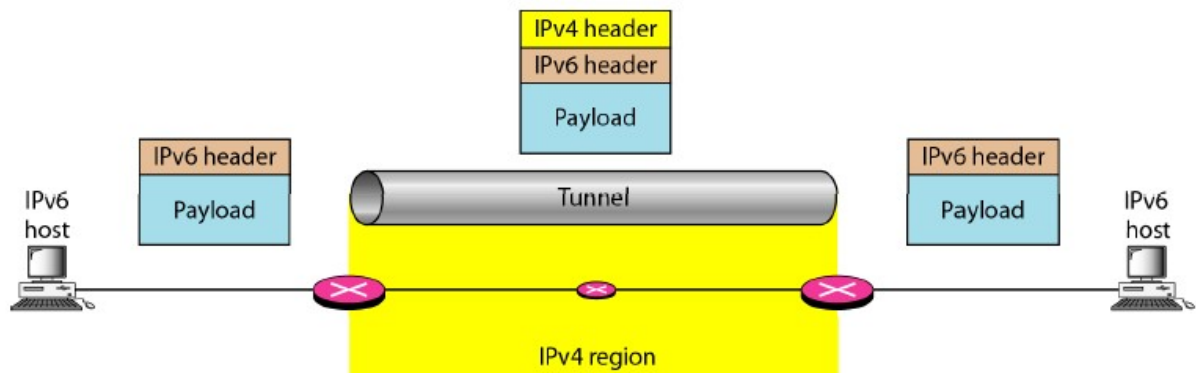 IPv4 header
IPv6 header
Payload
IPv6 header
Payload
IPv6 header
Payload
IPv6
host
Tunnel
IPv6
host
IPv4 region